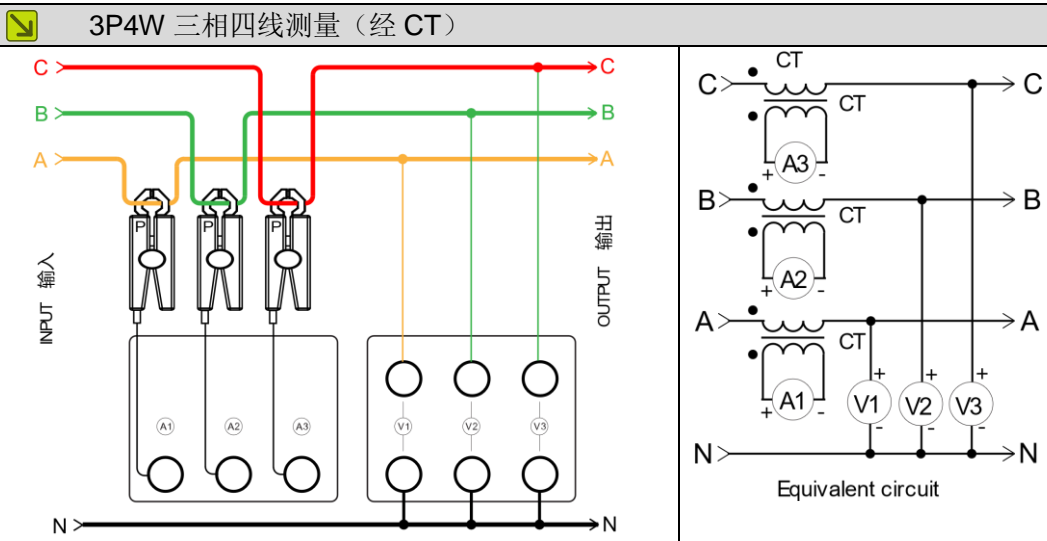 3P4W 三相四线测量（经 CT）
C
C
B
B
A
A
P
P
P
INPUT 输入
OUTPUT 输出
A1
A2
A3
V1
V2
V3
N
N
CT
C
C
CT
A3
+
-
B
B
CT
A2
+
-
A
A
CT
A1
+
-
+
+
+
V1
V2
V3
-
-
-
N
N
Equivalent circuit